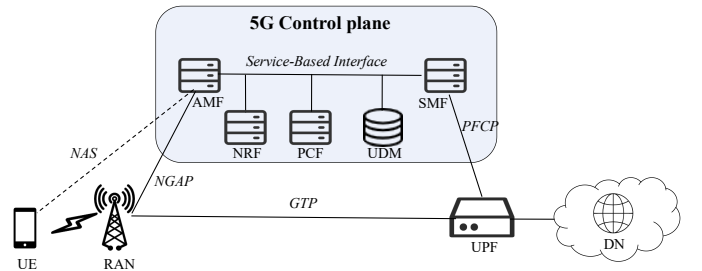 5G Control plane
Service-Based Interface
AMF
SMF
NRF
PCF
UDM
PFCP
NAS
NGAP
GTP
UE
RAN
UPF
DN